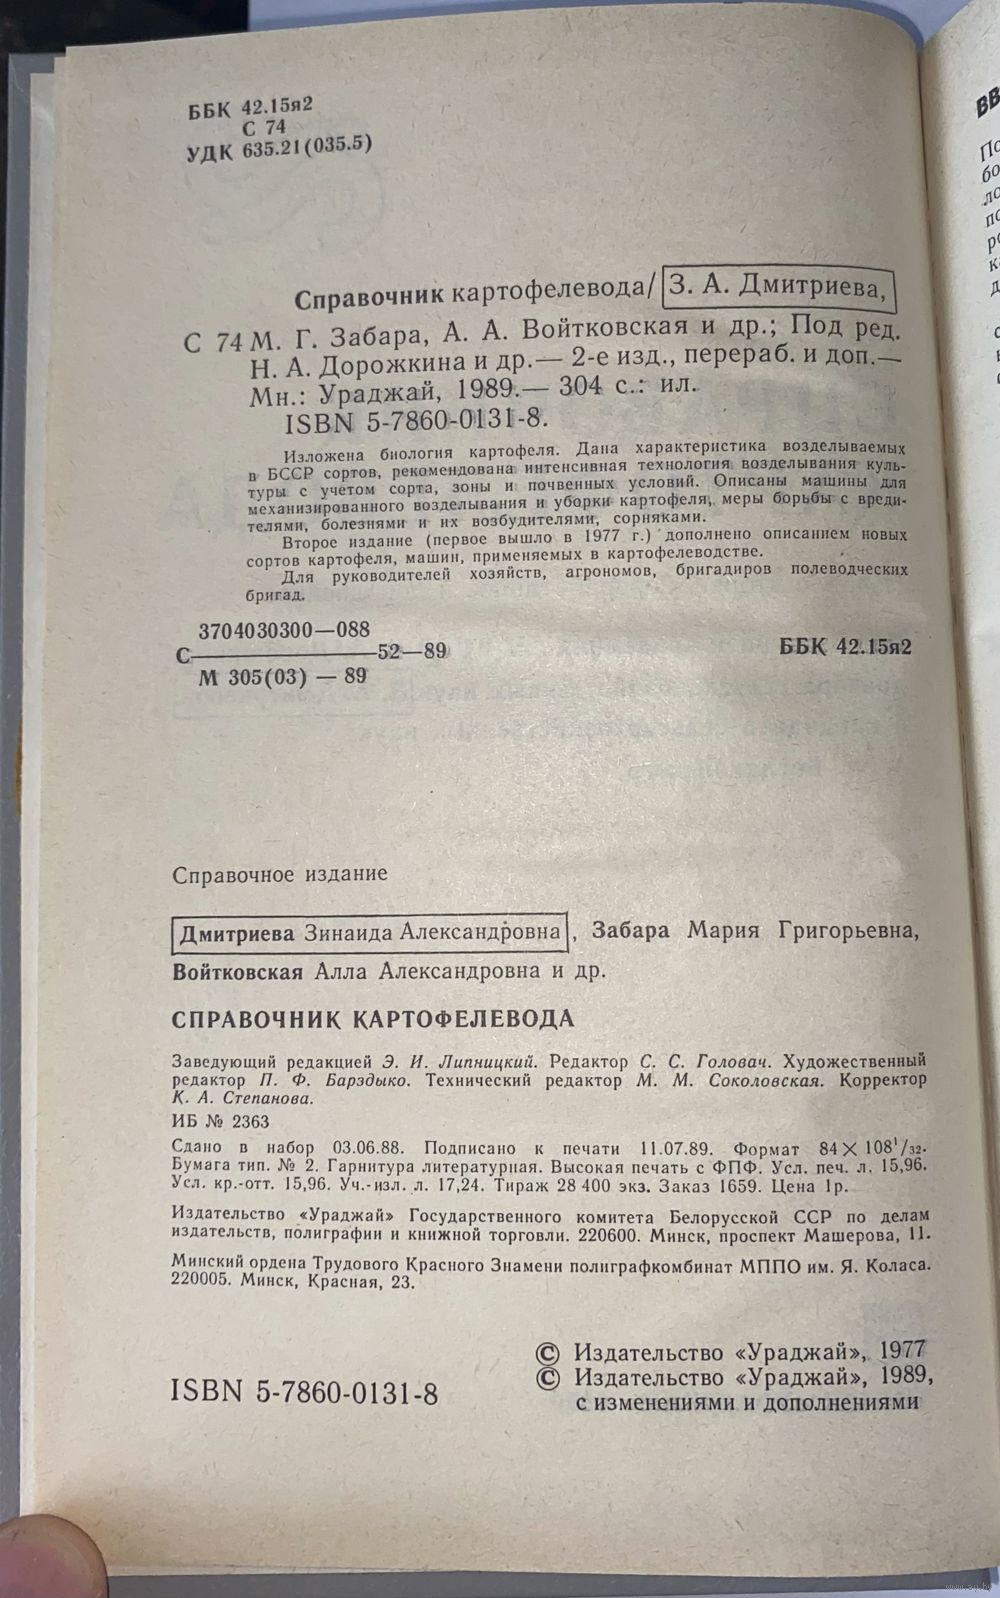 ББК 42.15я2
С 74
УДК 635.21(035.5)
Справочник картофелевода/ З. А. Дмитриева,
С 74 М. Г. Забара, А. А. Войтковская и др.; Под ред.
Н. А. Дорожкина и др.— 2-е изд., перераб. и доп.—
Мн.: Ураджай, 1989.— 304 с.: ил.
ISBN 5-7860-0131-8.
Изложена биология картофеля. Дана характеристика возделываемых
в БССР сортов, рекомендована интенсивная технология возделывания куль-
туры с учетом сорта, зоны и почвенных условий. Описаны машины для
механизированного возделывания и уборки картофеля, меры борьбы с вреди-
телями, болезнями и их возбудителями, сорняками.
Второе издание (первое вышло в 1977 г.) дополнено описанием новых
сортов картофеля, машин, применяемых в картофелеводстве.
Для руководителей хозяйств, агрономов, бригадиров полеводческих
бригад.
3704030300—088
С 52—89
М 305(03) — 89
ББК 42.15я2
Справочное издание
Дмитриева Зинаида Александровна, Забара Мария Григорьевна,
Войтковская Алла Александровна и др.
СПРАВОЧНИК КАРТОФЕЛЕВОДА
Заведующий редакцией Э. И. Липницкий. Редактор С. С. Головач. Художественный
редактор П. Ф. Барздыко. Технический редактор М. М. Соколовская. Корректор
К. А. Степанова.
ИБ № 2363
Сдано в набор 03.06.88. Подписано к печати 11.07.89. Формат 84×108¹/₃₂.
Бумага тип. № 2. Гарнитура литературная. Высокая печать с ФПФ. Усл. печ. л. 15,96.
Усл. кр.-отт. 15,96. Уч.-изд. л. 17,24. Тираж 28 400 экз. Заказ 1659. Цена 1р.
Издательство «Ураджай» Государственного комитета Белорусской ССР по делам
издательств, полиграфии и книжной торговли. 220600. Минск, проспект Машерова, 11.
Минский ордена Трудового Красного Знамени полиграфкомбинат МППО им. Я. Коласа.
220005. Минск, Красная, 23.
ISBN 5-7860-0131-8
© Издательство «Ураджай», 1977
© Издательство «Ураджай», 1989,
с изменениями и дополнениями